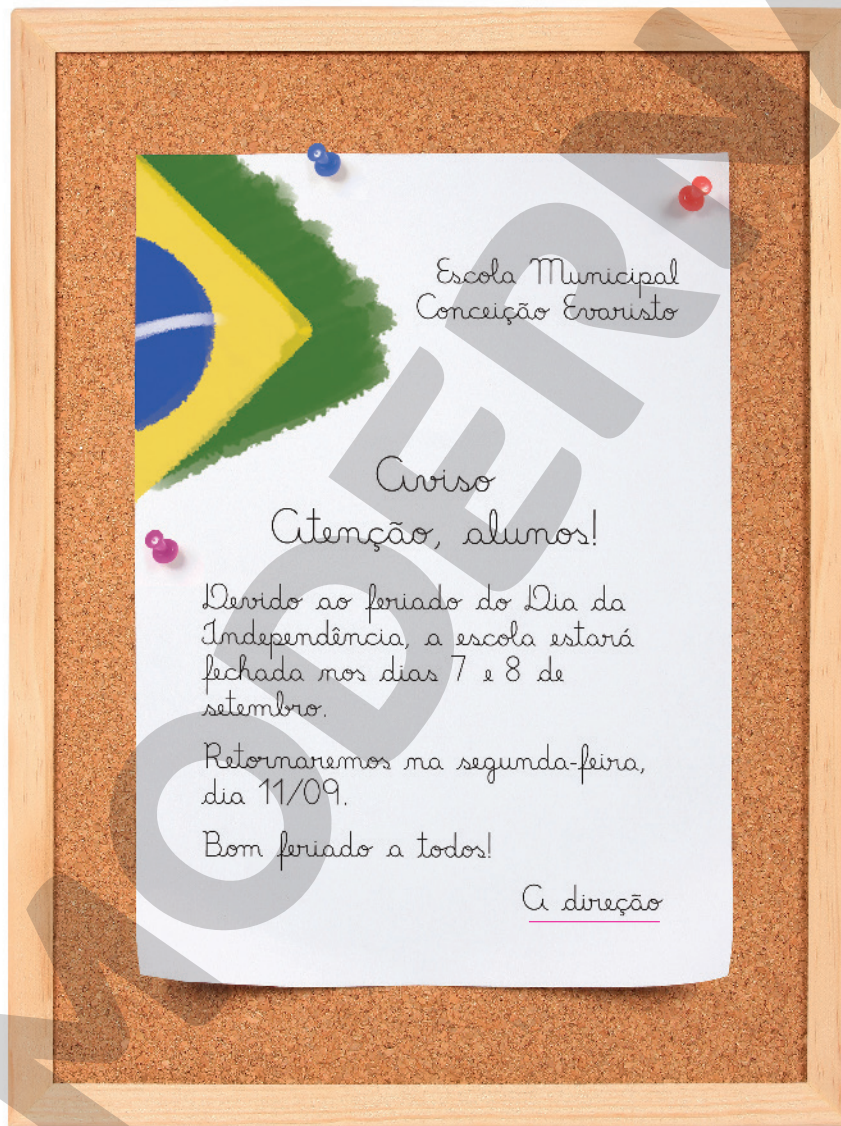 Escola Municipal
Conceição Evaristo
Aviso
Atenção, alunos!
Devido ao feriado do Dia da
Independência, a escola estará
fechada nos dias 7 e 8 de
setembro.
Retornaremos na segunda-feira,
dia 11/09.
Bom feriado a todos!
A direção